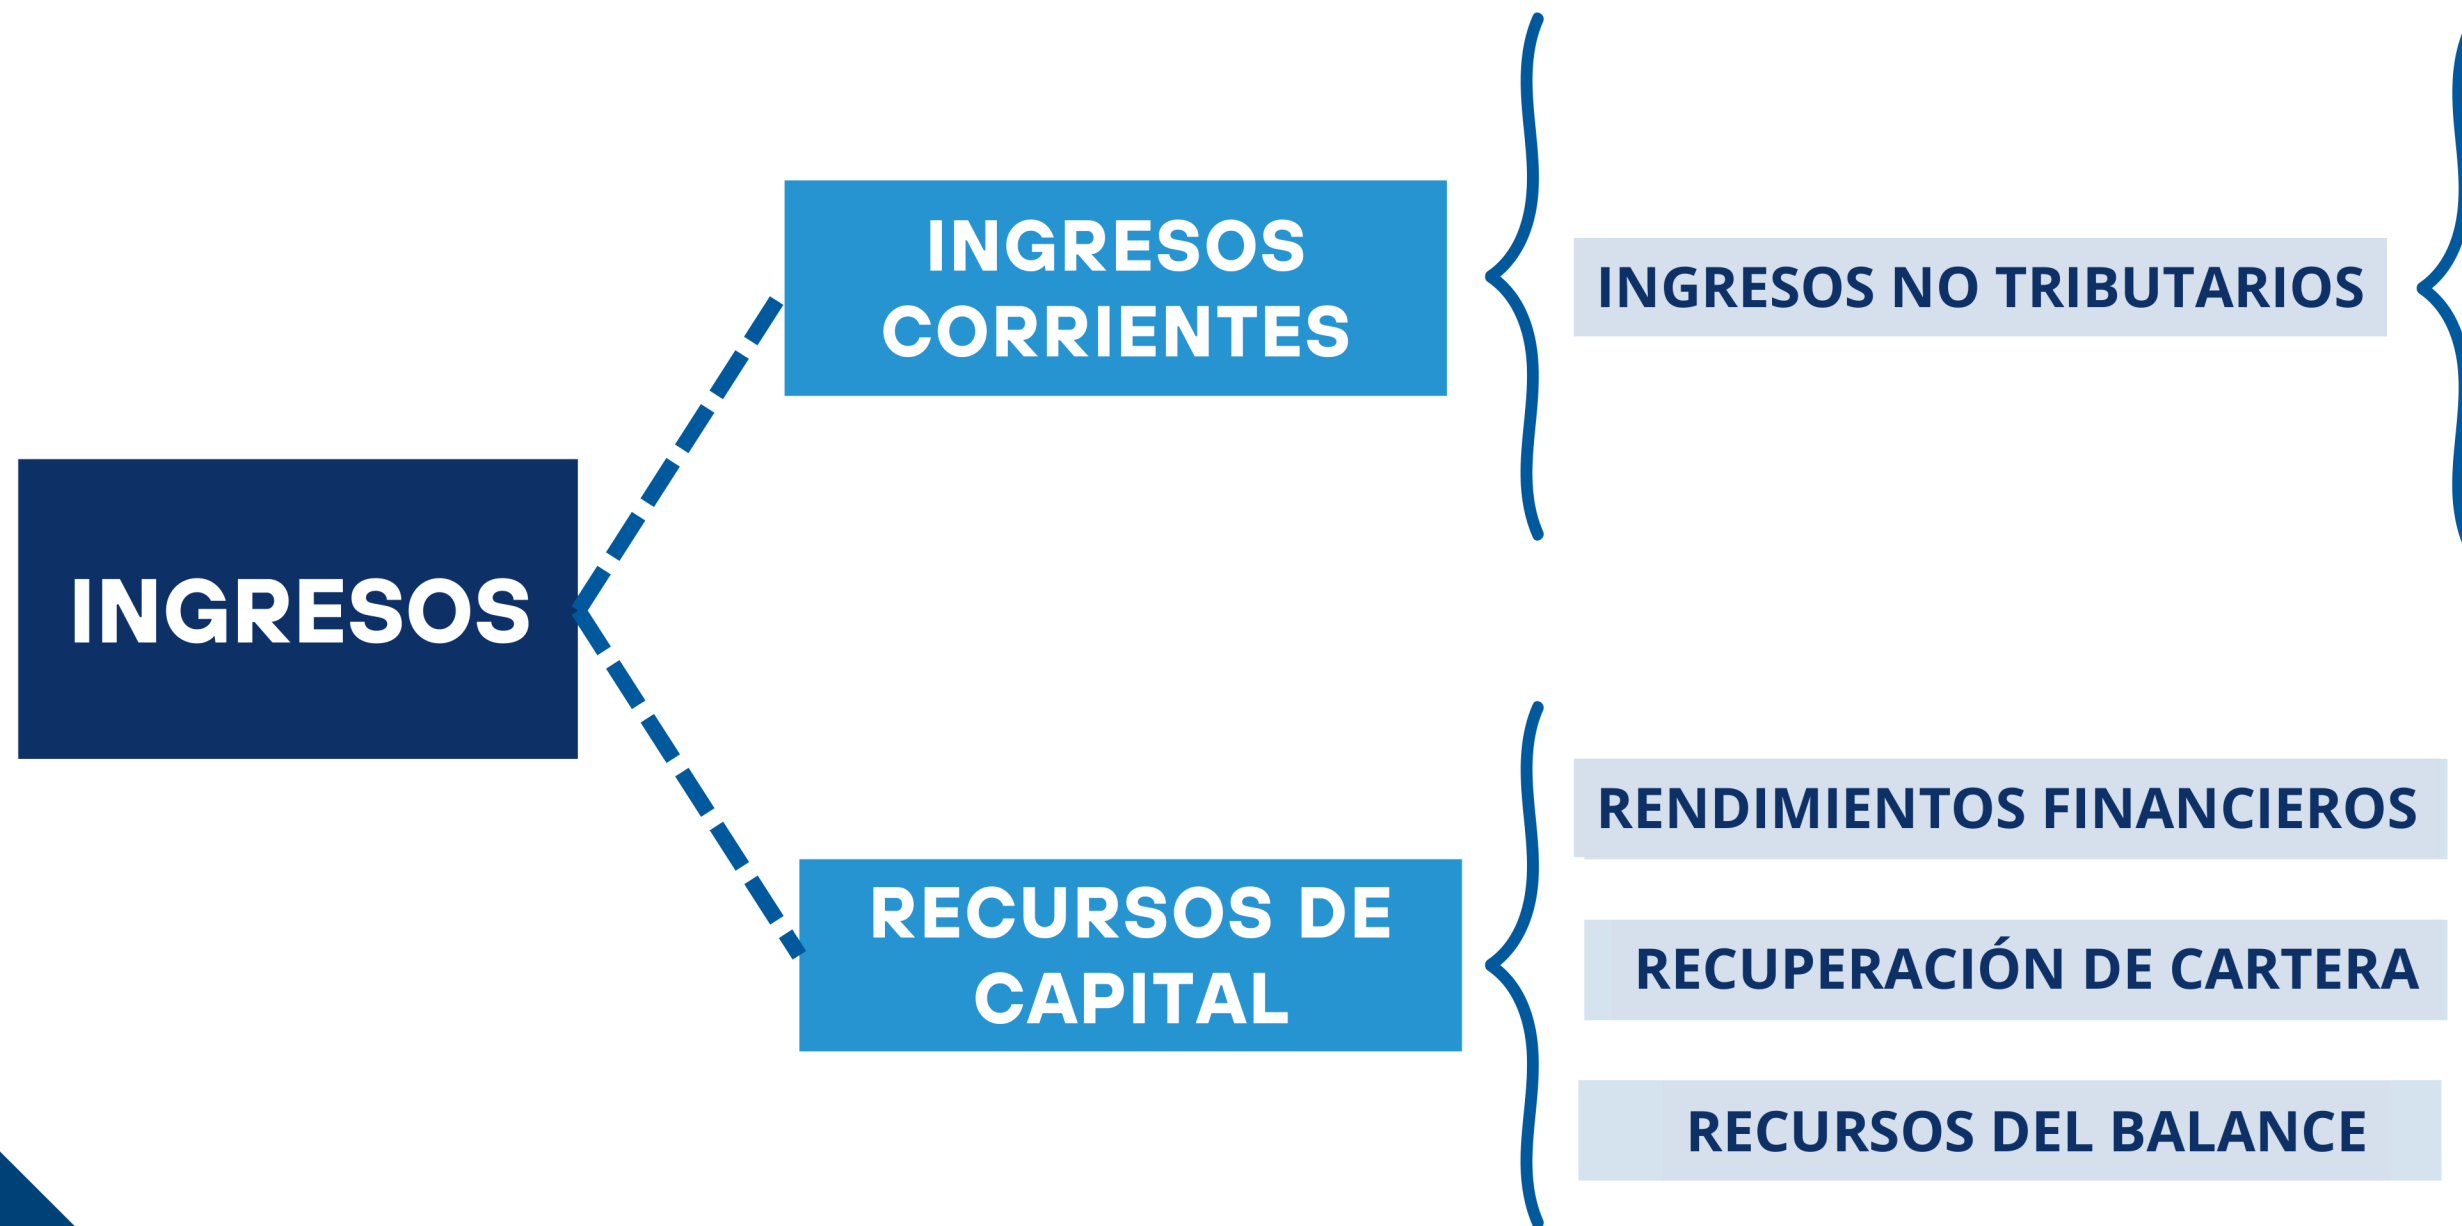 INGRESOS
INGRESOS
CORRIENTES
INGRESOS NO TRIBUTARIOS
RECURSOS DE
CAPITAL
RENDIMIENTOS FINANCIEROS
RECUPERACIÓN DE CARTERA
RECURSOS DEL BALANCE